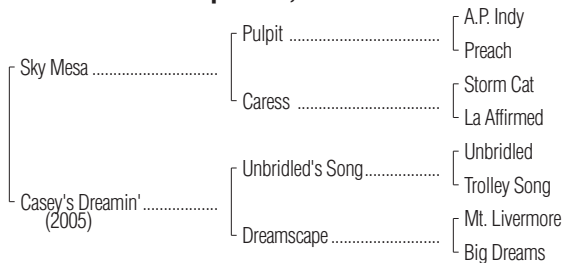 A.P. Indy
Pulpit
Preach
Sky Mesa
Storm Cat
Caress
La Affirmed
Unbridled
Unbridled's Song
Trolley Song
Casey's Dreamin'
(2005)
Mt. Livermore
Dreamscape
Big Dreams